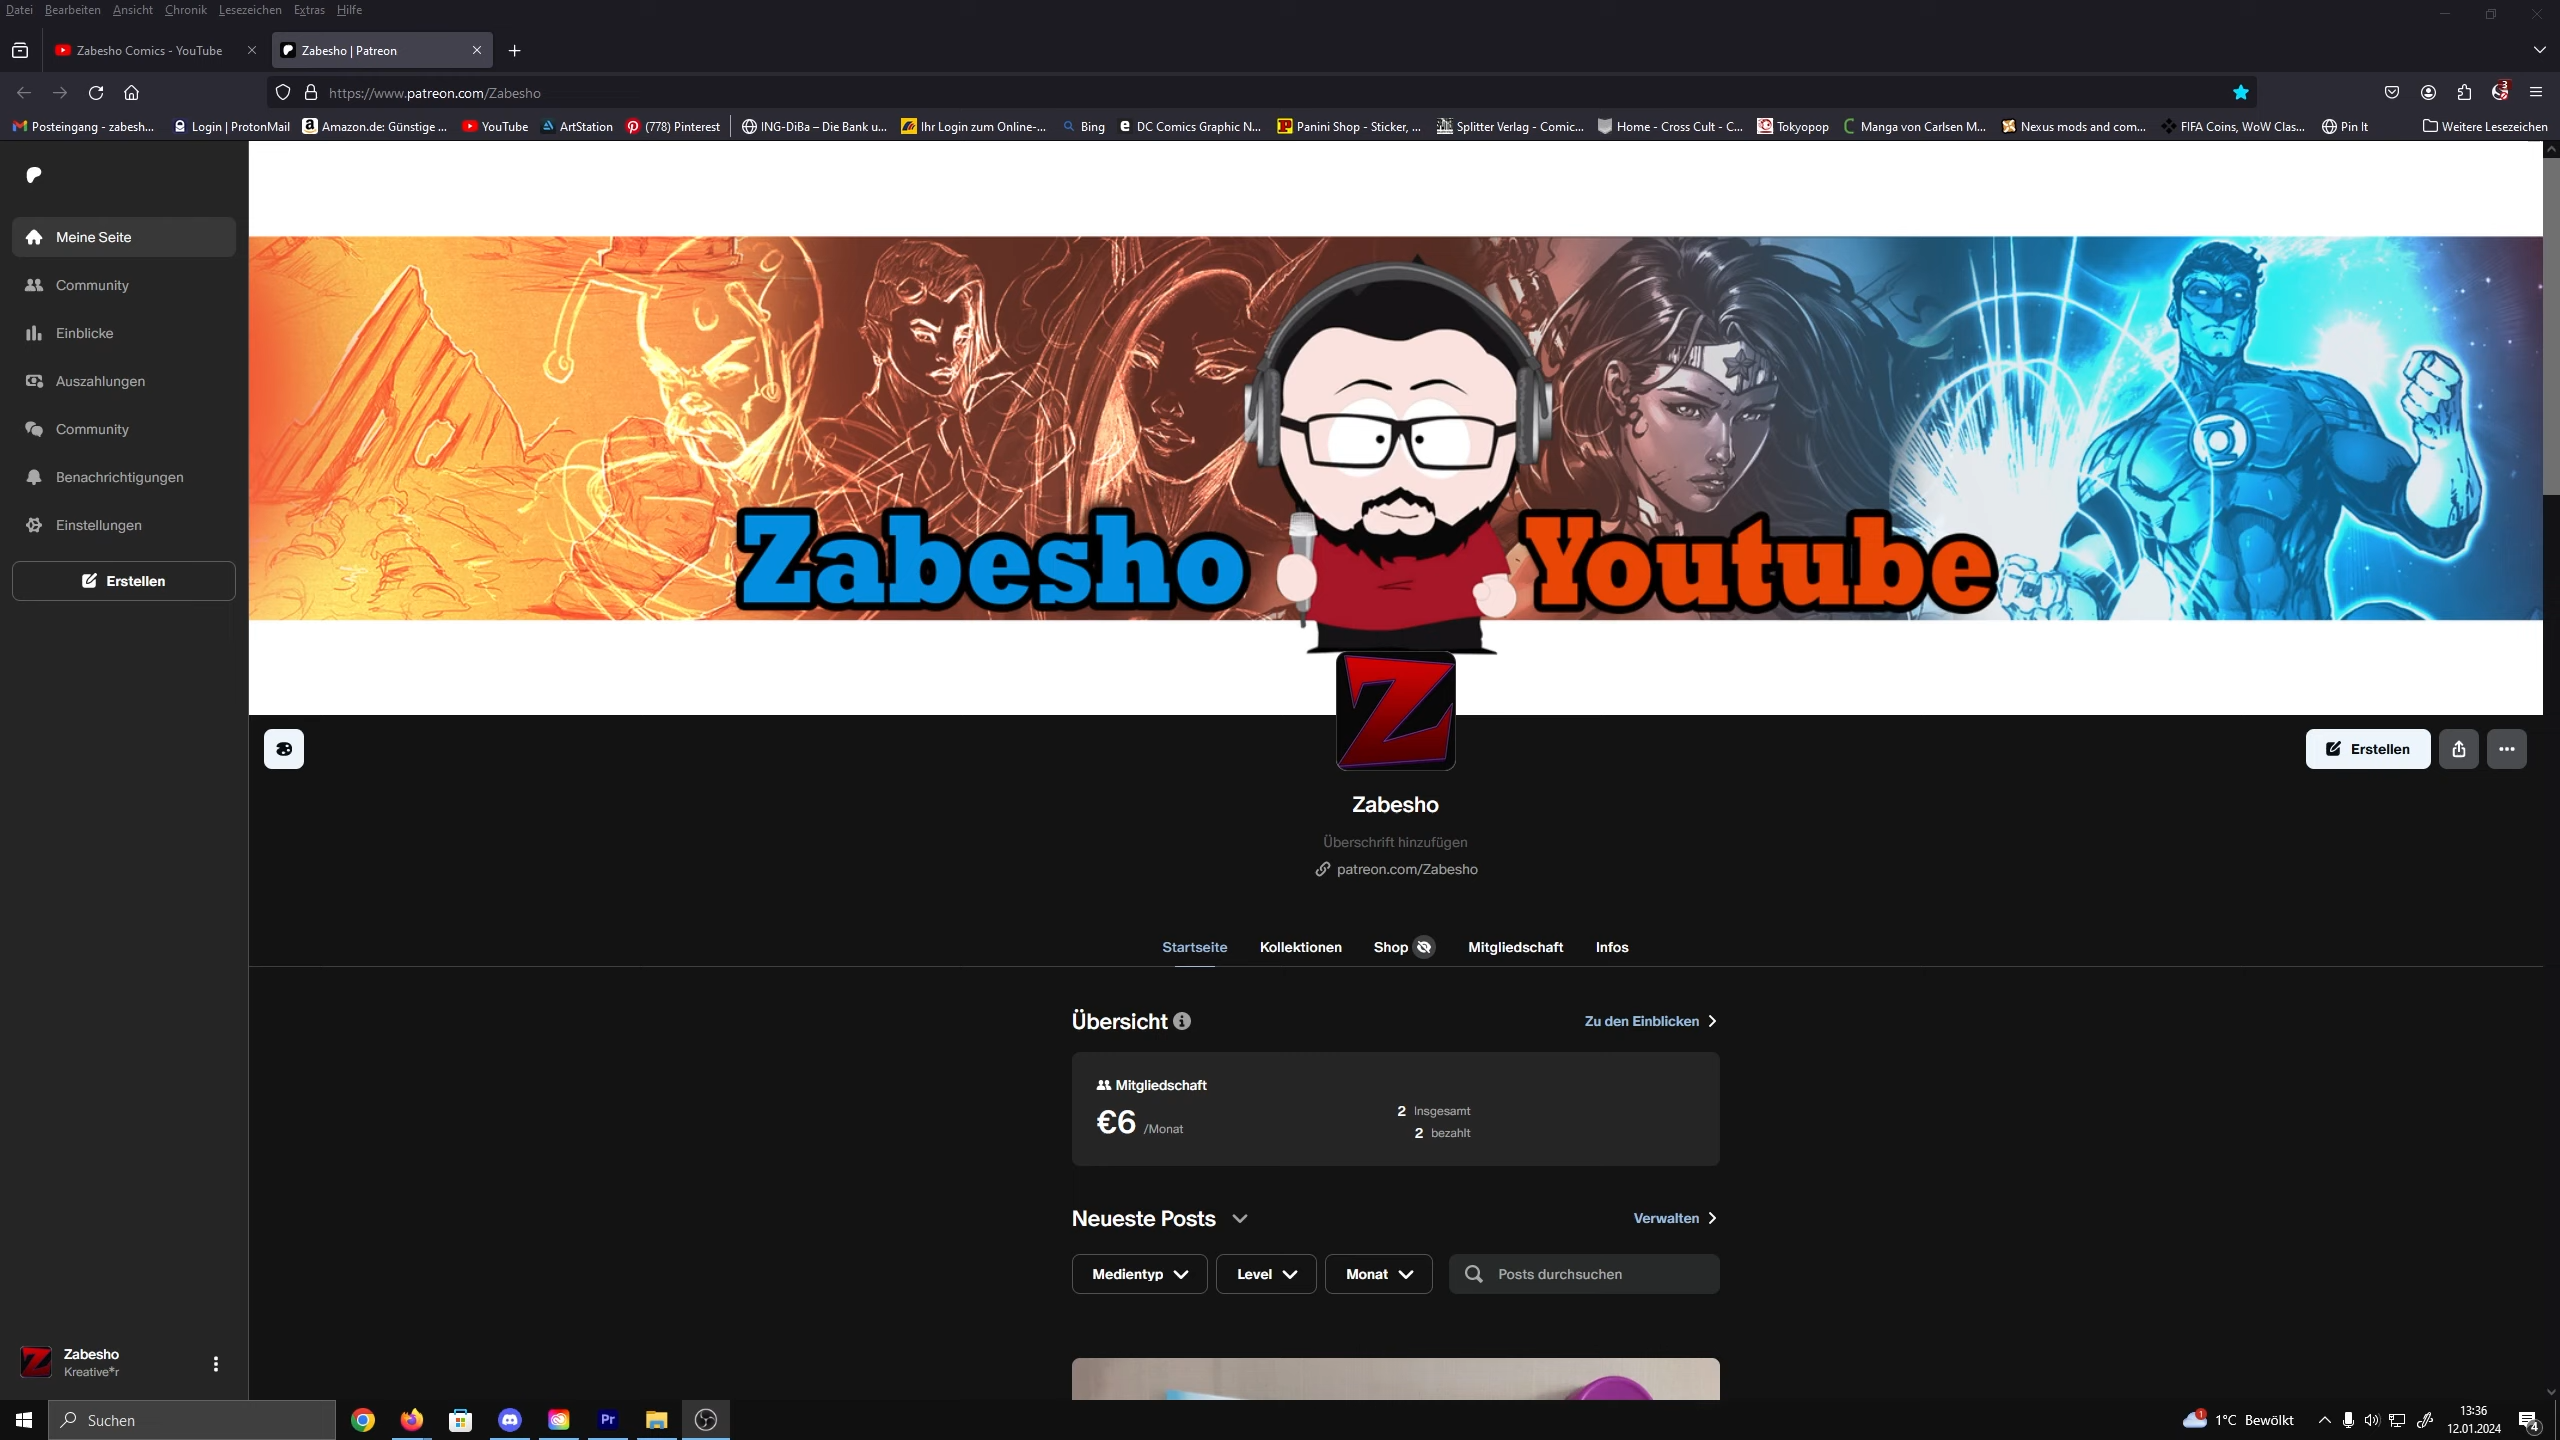 Datei Bearbeiten Ansicht Chronik Lesezeichen Extras Hilfe
Zabesho Comics - YouTube
Zabesho | Patreon
https://www.patreon.com/Zabesho
3
Posteingang - zabesh...
Login | ProtonMail
Amazon.de: Günstige ...
YouTube
ArtStation
(778) Pinterest
ING-DiBa – Die Bank u...
Ihr Login zum Online-...
Bing
DC Comics Graphic N...
Panini Shop - Sticker, ...
Splitter Verlag - Comic...
Home - Cross Cult - C...
Tokyopop
Manga von Carlsen M...
Nexus mods and com...
FIFA Coins, WoW Clas...
Pin It
Weitere Lesezeichen
Meine Seite
Community
Einblicke
Auszahlungen
Community
Benachrichtigungen
Einstellungen
Erstellen
Zabesho Youtube
Z
Erstellen
Zabesho
Überschrift hinzufügen
patreon.com/Zabesho
Startseite Kollektionen Shop Mitgliedschaft Infos
Übersicht
Zu den Einblicken
Mitgliedschaft
€6 /Monat
2 Insgesamt
2 bezahlt
Neueste Posts
Verwalten
Medientyp Level Monat Posts durchsuchen
Z
Zabesho
Kreative*r
Suchen
Pr
1
1°C Bewölkt
13:36
12.01.2024
4